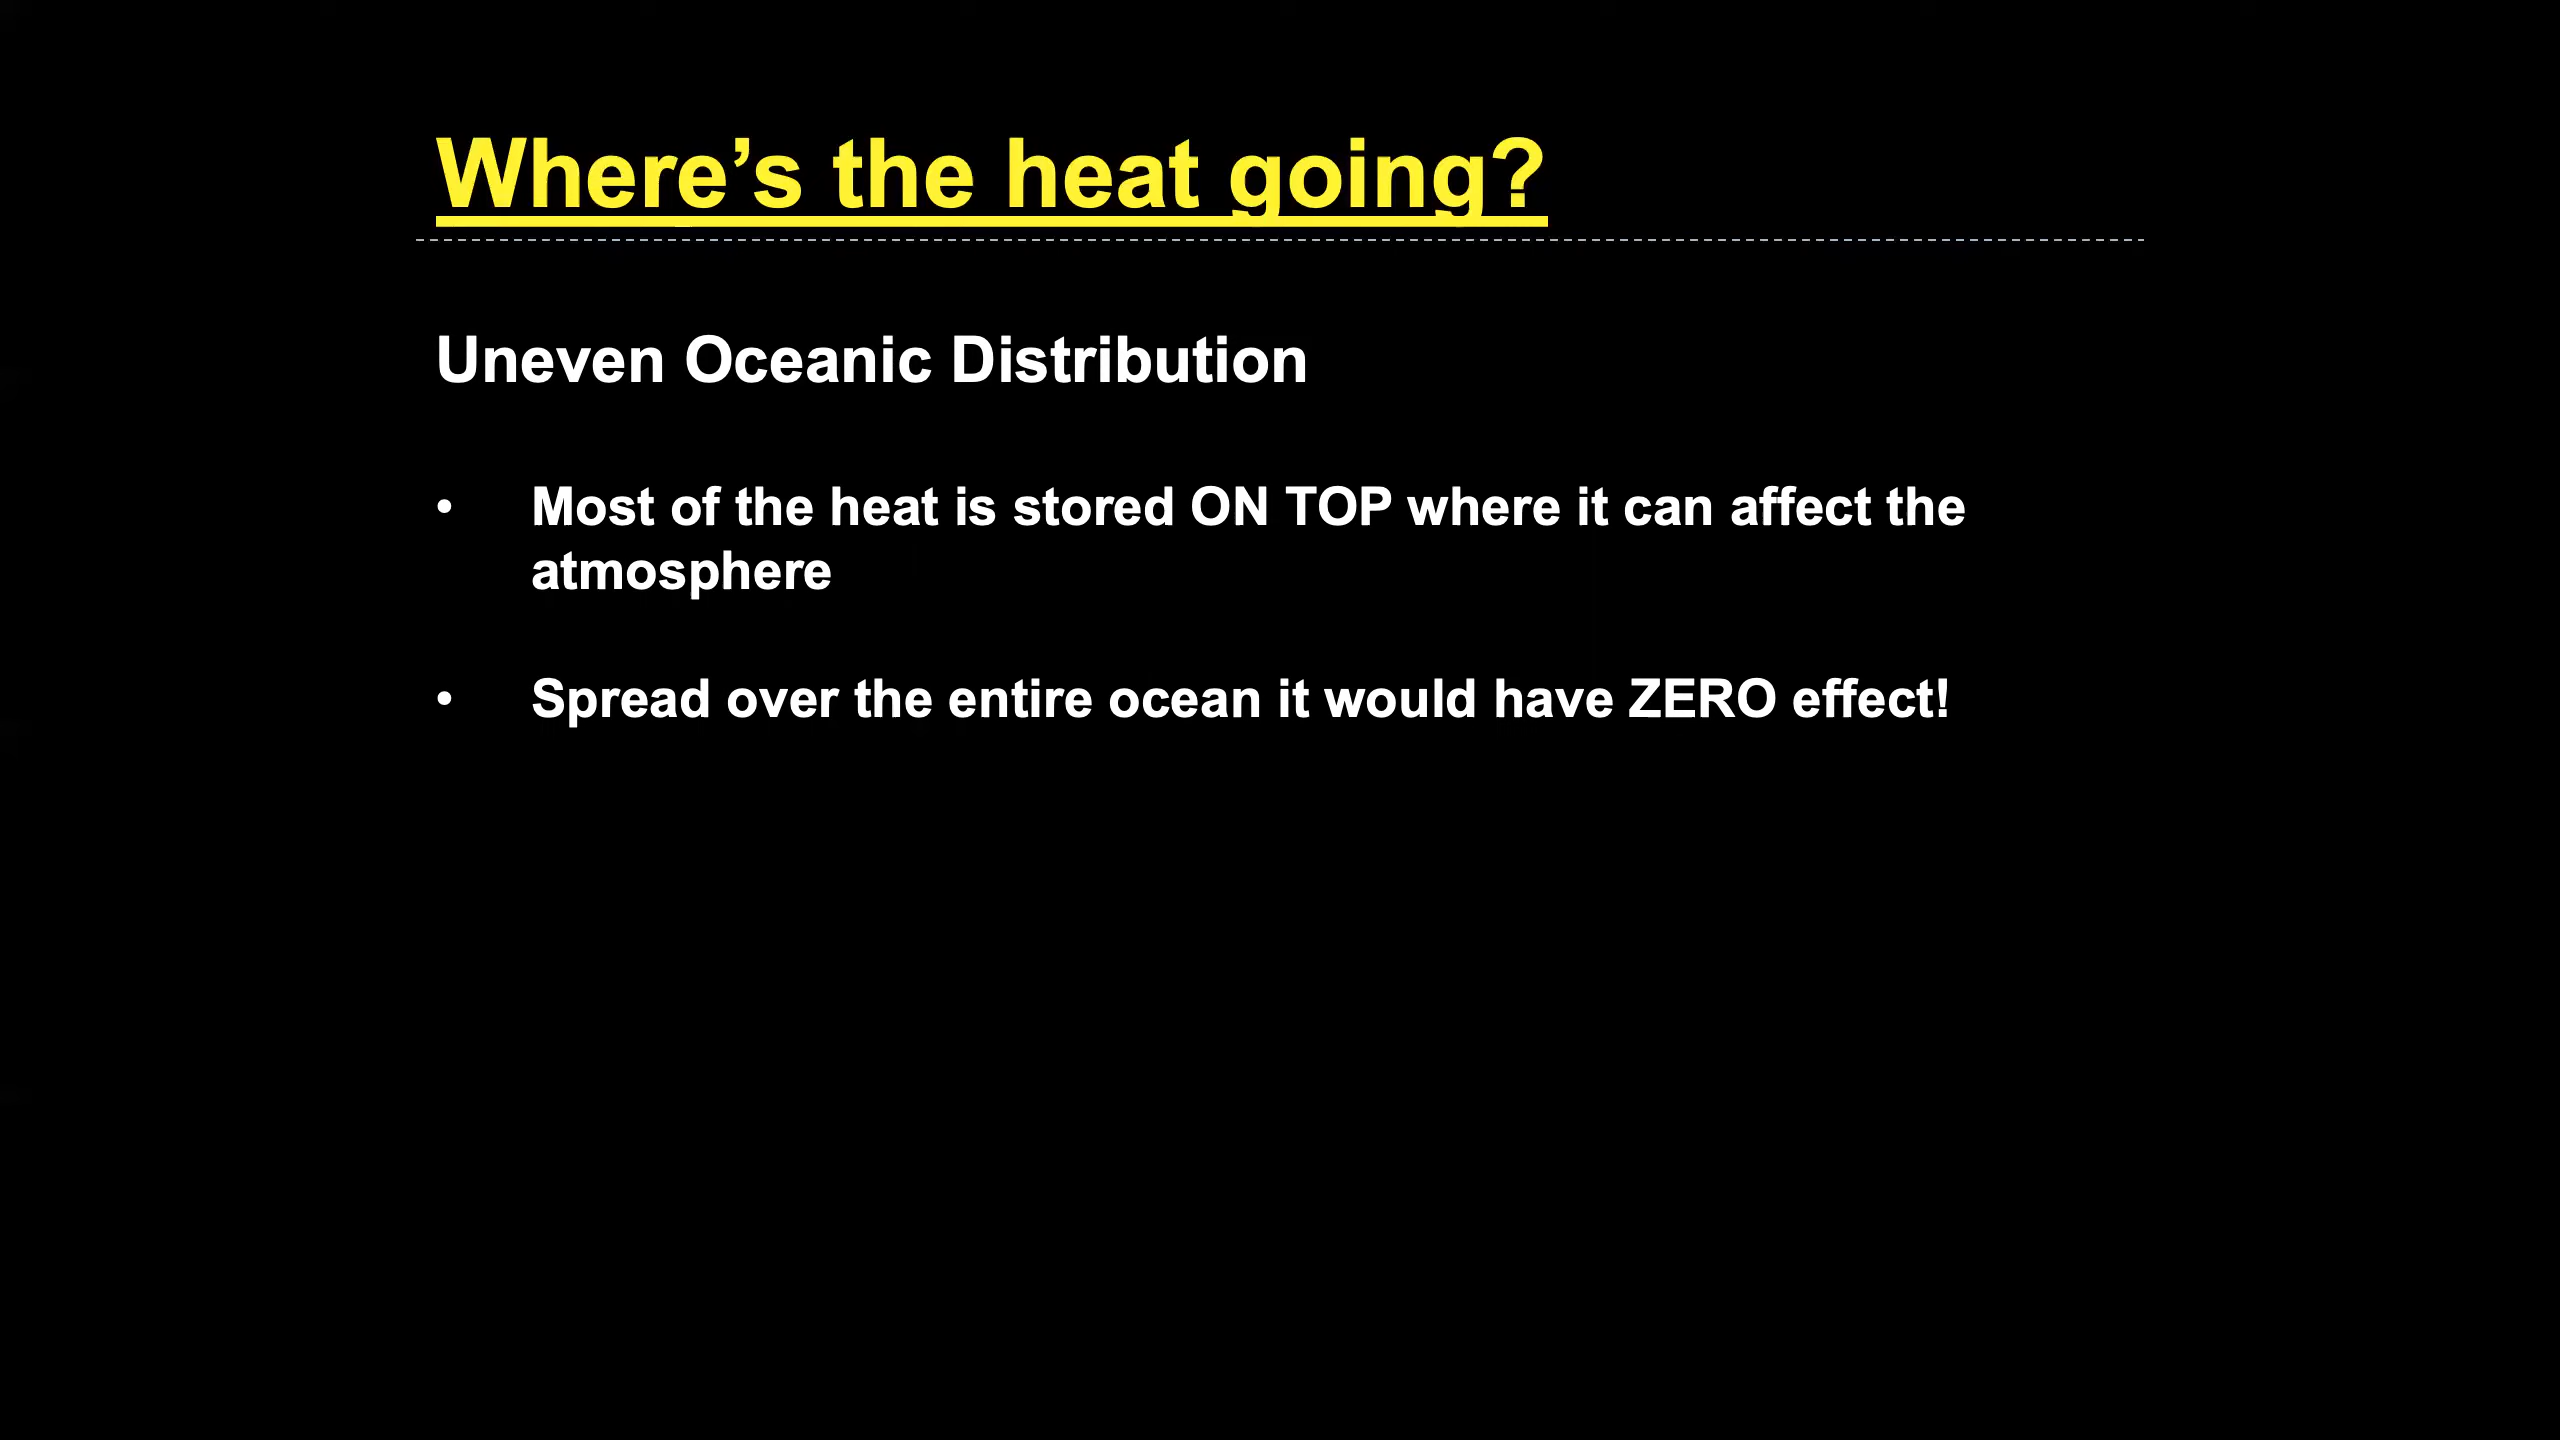 Where’s the heat going?
Uneven Oceanic Distribution
• Most of the heat is stored ON TOP where it can affect the
atmosphere
• Spread over the entire ocean it would have ZERO effect!